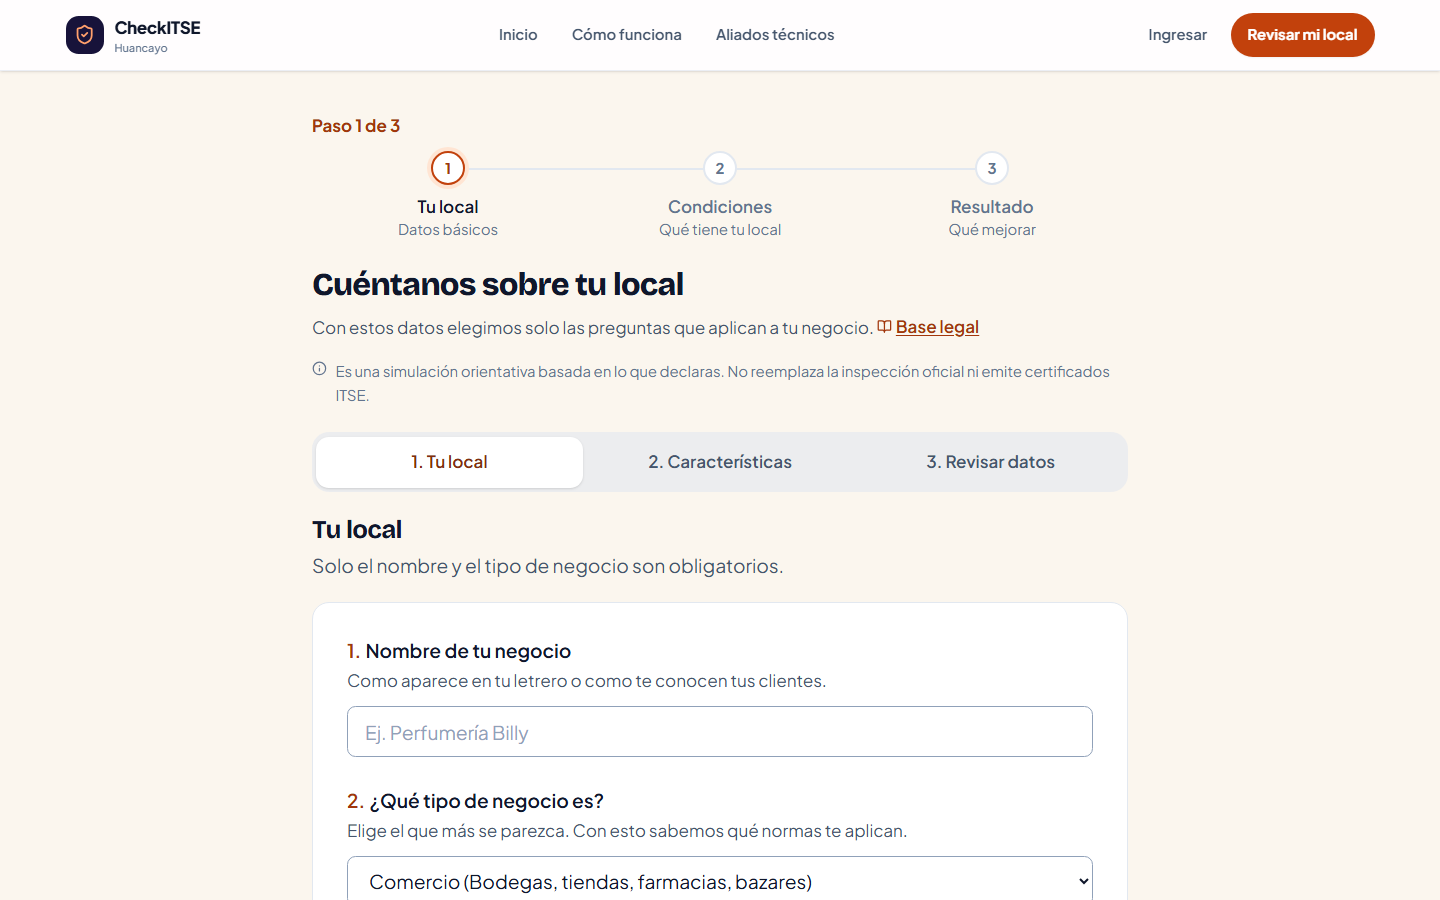 CheckITSE
Huancayo
Inicio
Cómo funciona
Aliados técnicos
Ingresar
Revisar mi local
Paso 1 de 3
1
2
3
Tu local
Condiciones
Resultado
Datos básicos
Qué tiene tu local
Qué mejorar
Cuéntanos sobre tu local
Con estos datos elegimos solo las preguntas que aplican a tu negocio. Base legal
Es una simulación orientativa basada en lo que declaras. No reemplaza la inspección oficial ni emite certificados
ITSE.
1. Tu local
2. Características
3. Revisar datos
Tu local
Solo el nombre y el tipo de negocio son obligatorios.
1. Nombre de tu negocio
Como aparece en tu letrero o como te conocen tus clientes.
Ej. Perfumería Billy
2. ¿Qué tipo de negocio es?
Elige el que más se parezca. Con esto sabemos qué normas te aplican.
Comercio (Bodegas, tiendas, farmacias, bazares)